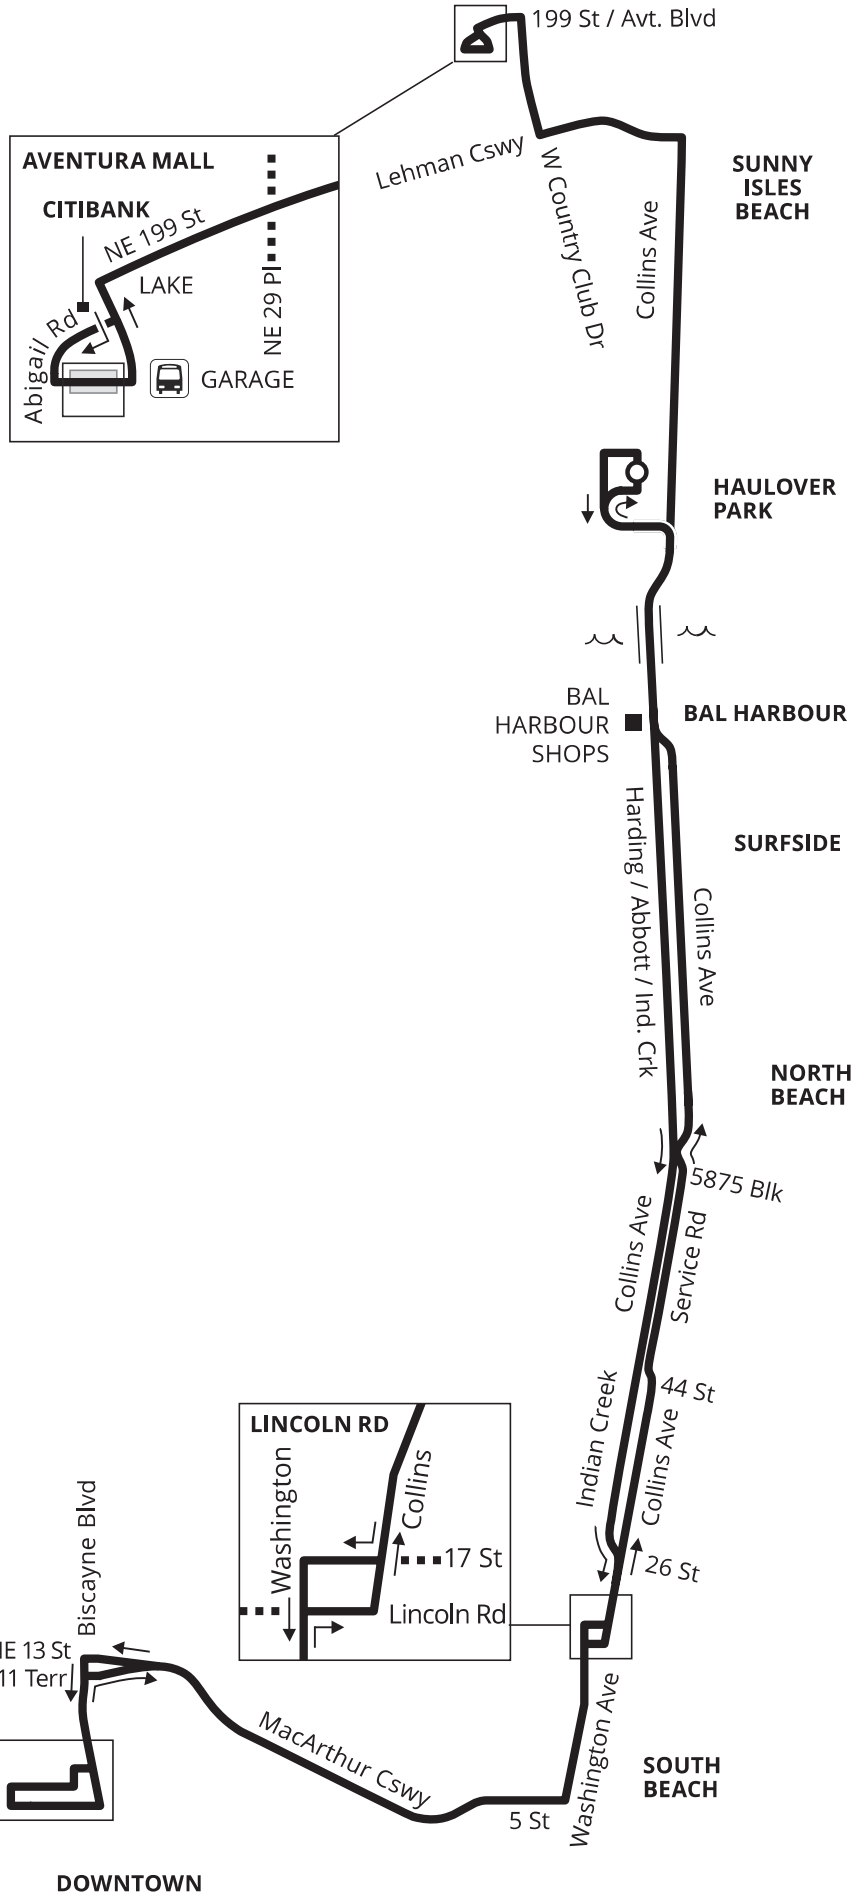 199 St / Avt. Blvd
AVENTURA MALL
CITIBANK
NE 199 St
LAKE
Abigail Rd
NE 29 Pl
GARAGE
Lehman Cswy
W Country Club Dr
Collins Ave
SUNNY
ISLES
BEACH
HAULOVER
PARK
BAL
HARBOUR
SHOPS
BAL HARBOUR
SURFSIDE
Harding / Abbott / Ind. Crk
Collins Ave
NORTH
BEACH
5875 Blk
Collins Ave
Service Rd
44 St
Indian Creek
Collins Ave
26 St
LINCOLN RD
Washington
Collins
17 St
Lincoln Rd
Biscayne Blvd
13 St
11 Terr
MacArthur Cswy
5 St
Washington Ave
SOUTH
BEACH
DOWNTOWN